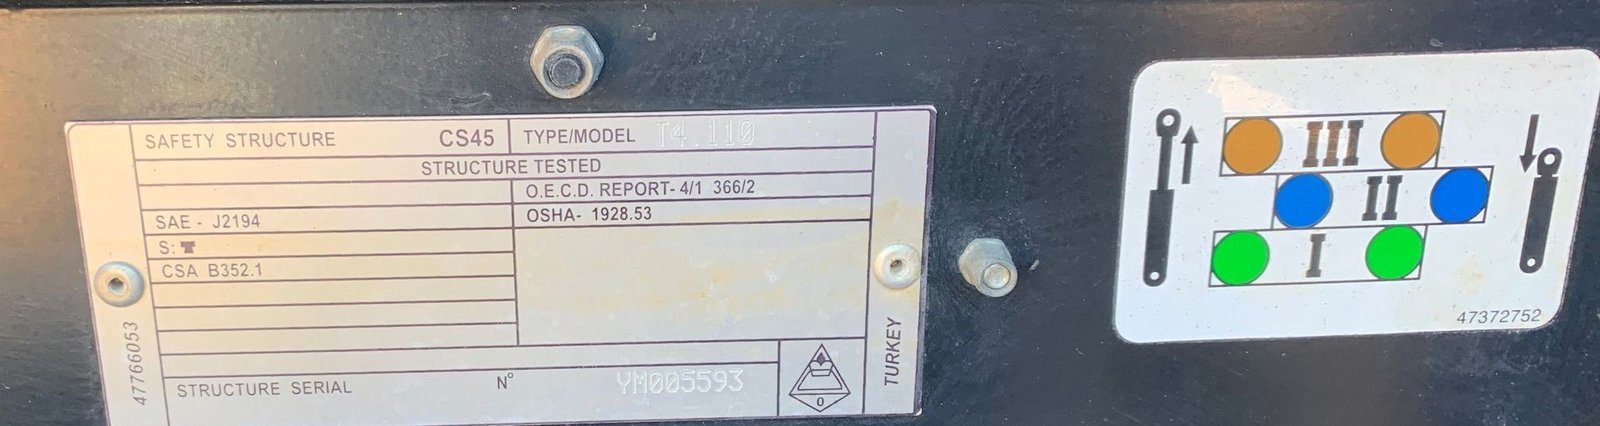 SAFETY STRUCTURE CS45 TYPE/MODEL T4.110
STRUCTURE TESTED
O.E.C.D. REPORT- 4/1 366/2
SAE - J2194 OSHA- 1928.53
S:
CSA B352.1
STRUCTURE SERIAL N° YM005593
0
47766053
TURKEY
III
II
I
47372752